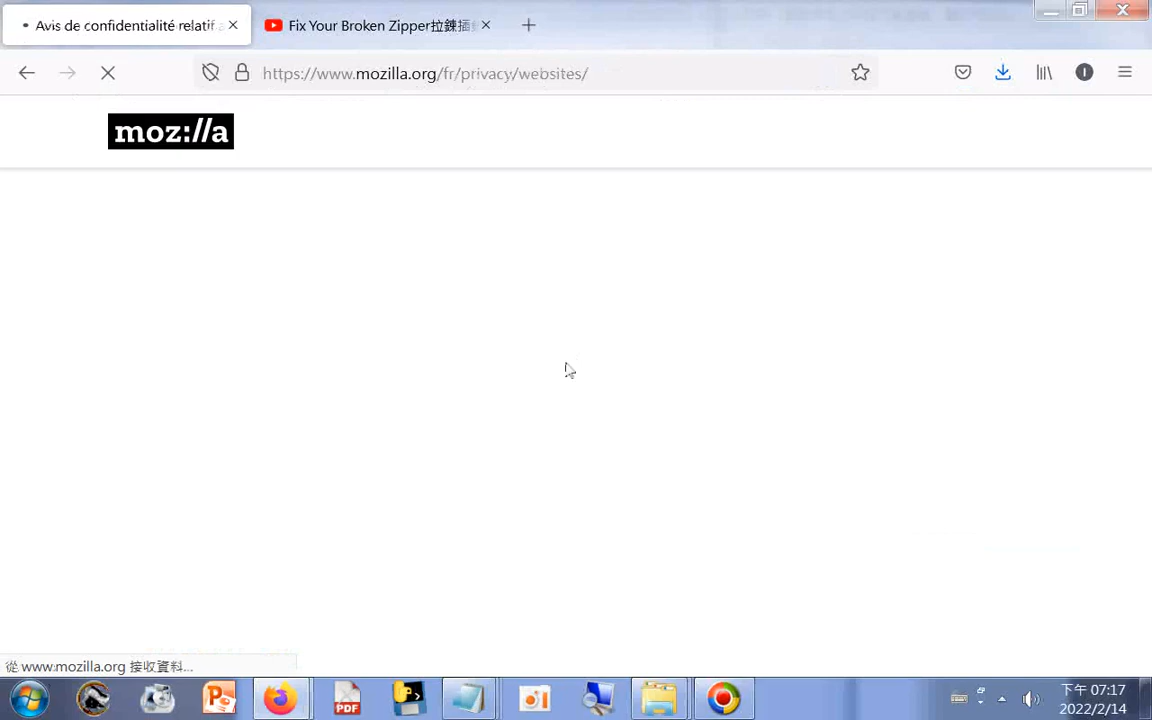 Avis de confidentialité relatif a
Fix Your Broken Zipper拉鍊插
https://www.mozilla.org/fr/privacy/websites/
moz://a
從 www.mozilla.org 接收資料...
PDF
下午 07:17
2022/2/14